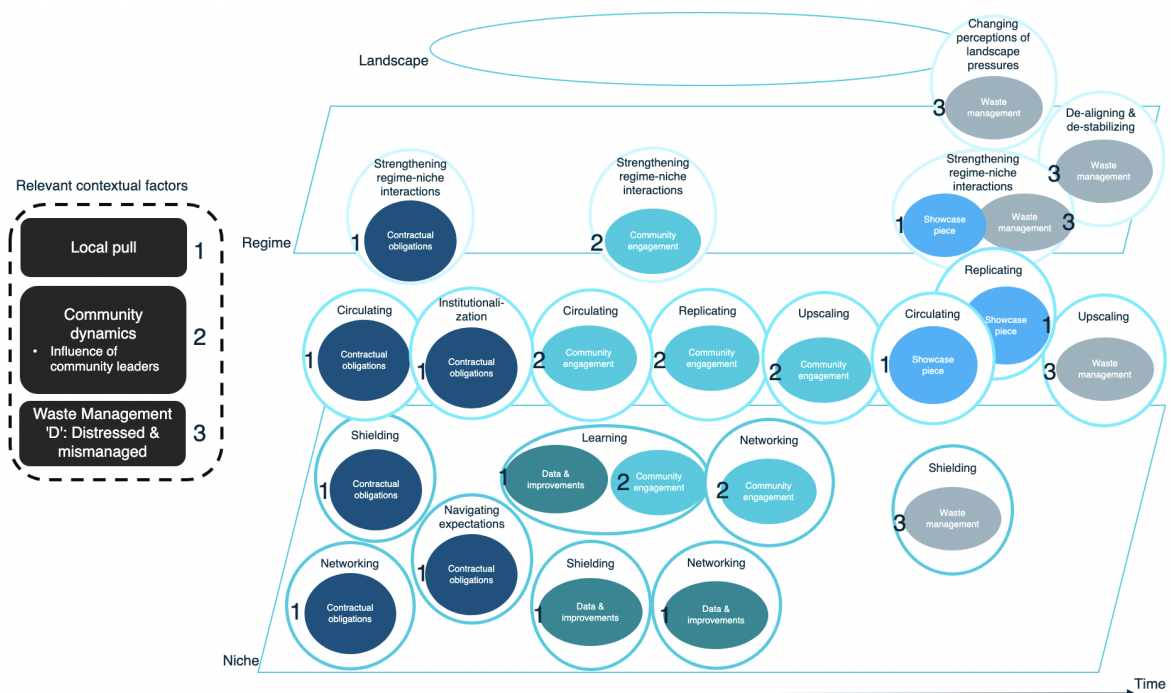 Changing
perceptions of
landscape
pressures
Landscape
3
Waste
management
De-aligning &
de-stabilizing
3
Waste
management
Strengthening
regime-niche
interactions
1
Contractual
obligations
Strengthening
regime-niche
interactions
2
Community
engagement
Strengthening
regime-niche
interactions
1
Showcase
piece
Waste
management
3
Regime
Relevant contextual factors
Local pull
1
Community
dynamics
• Influence of
community leaders
2
Waste Management
'D': Distressed &
mismanaged
3
Circulating
1
Contractual
obligations
Institutionali-
zation
1
Contractual
obligations
Circulating
2
Community
engagement
Replicating
2
Community
engagement
Upscaling
2
Community
engagement
Circulating
1
Showcase
piece
Replicating
Showcase
piece
1
Upscaling
3
Waste
management
Shielding
1
Contractual
obligations
Learning
1
Data &
improvements
2
Community
engagement
Networking
2
Community
engagement
Shielding
3
Waste
management
Navigating
expectations
1
Contractual
obligations
Networking
1
Contractual
obligations
Shielding
1
Data &
improvements
Networking
1
Data &
improvements
Niche
Time